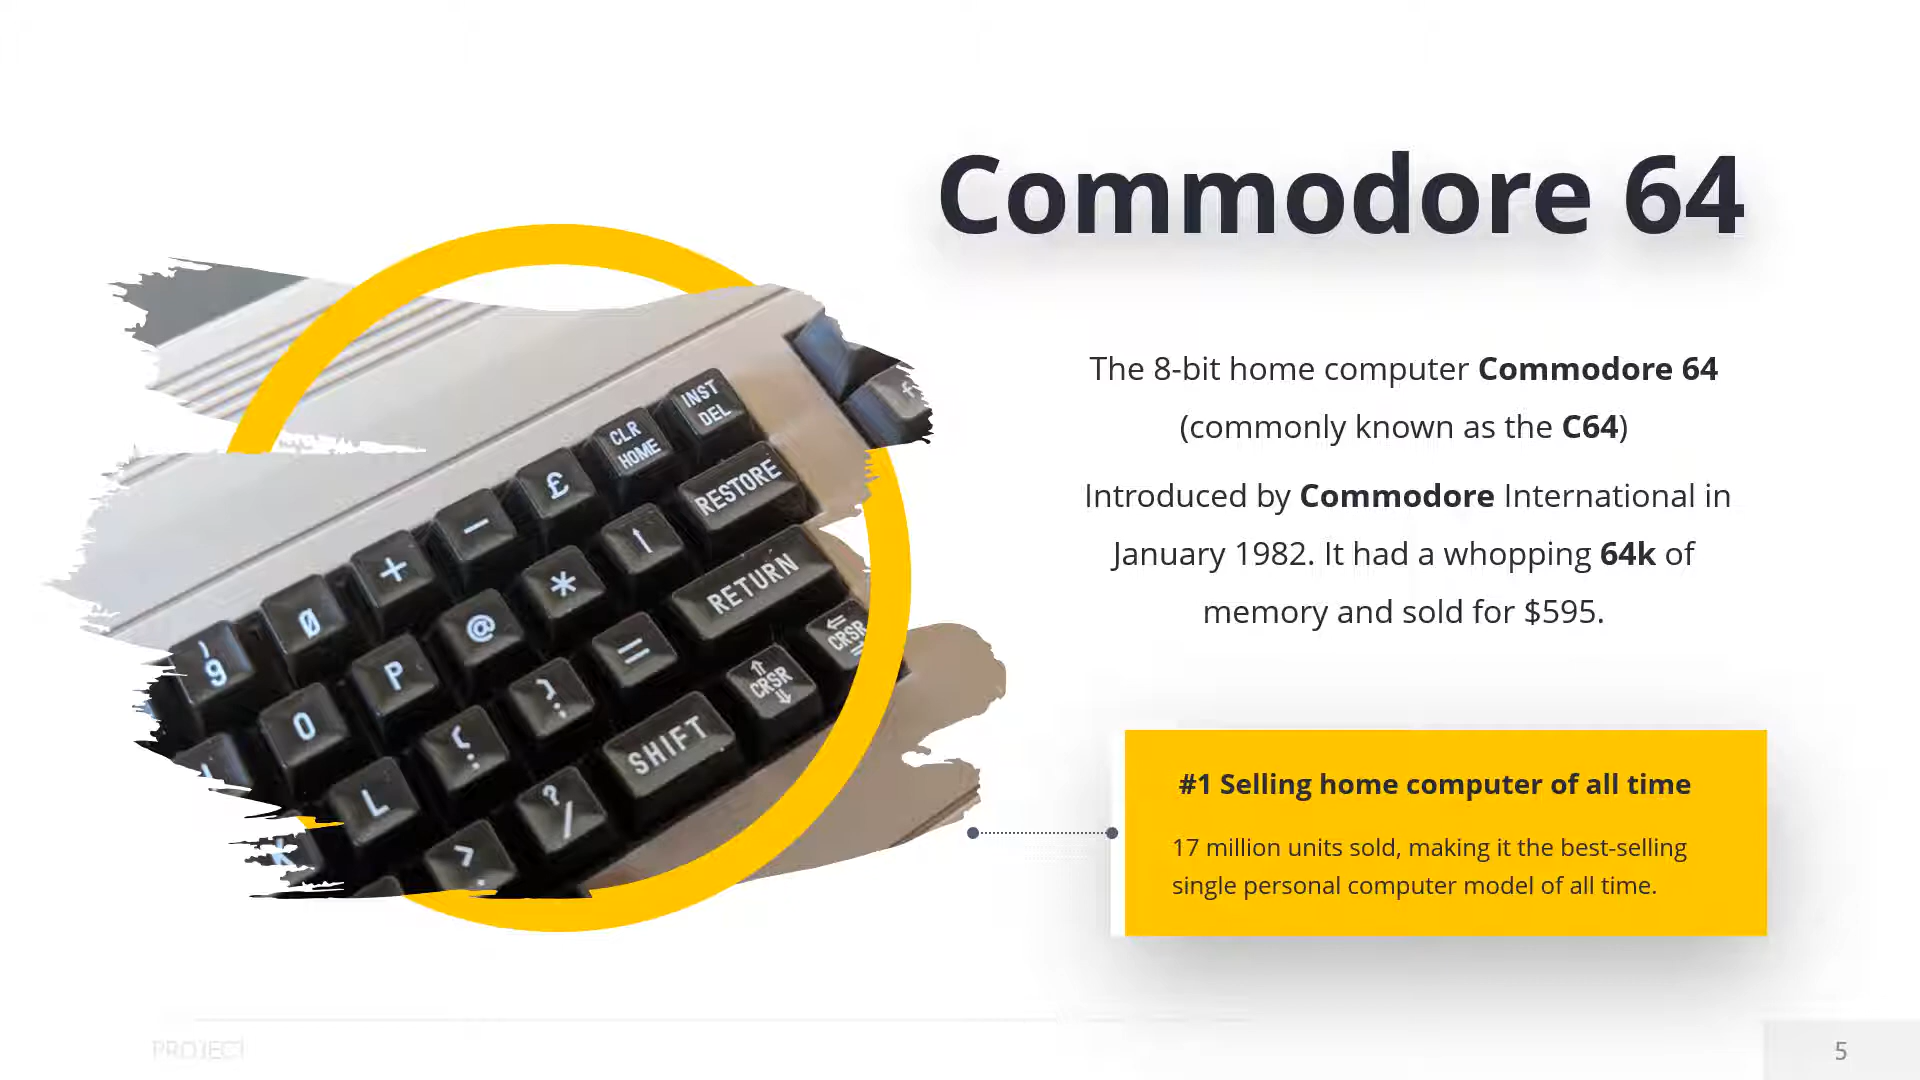 Commodore 64
The 8-bit home computer Commodore 64
(commonly known as the C64)
Introduced by Commodore International in
January 1982. It had a whopping 64k of
memory and sold for $595.
#1 Selling home computer of all time
17 million units sold, making it the best-selling
single personal computer model of all time.
INST
DEL
CLR
HOME
£
RESTORE
-
↑
+
*
RETURN
Ø
@
=
⇐
CRSR
⇒
)
9
P
]
;
⇑
CRSR
⇓
O
[
:
SHIFT
L
?
/
>
.
K
PROJECT
5